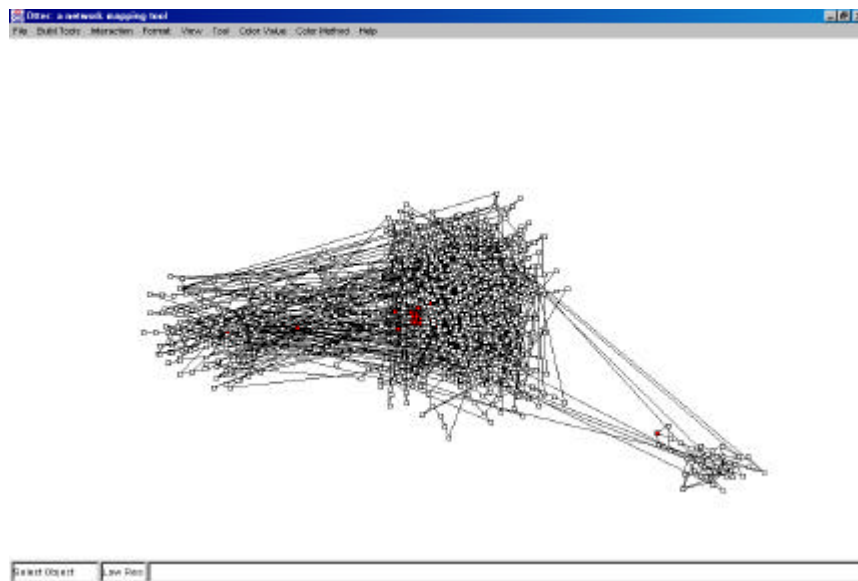 Otter: a network mapping tool
File Build Tools Interaction Format View Tool Color Value Color Method Help
Select Object Low Res